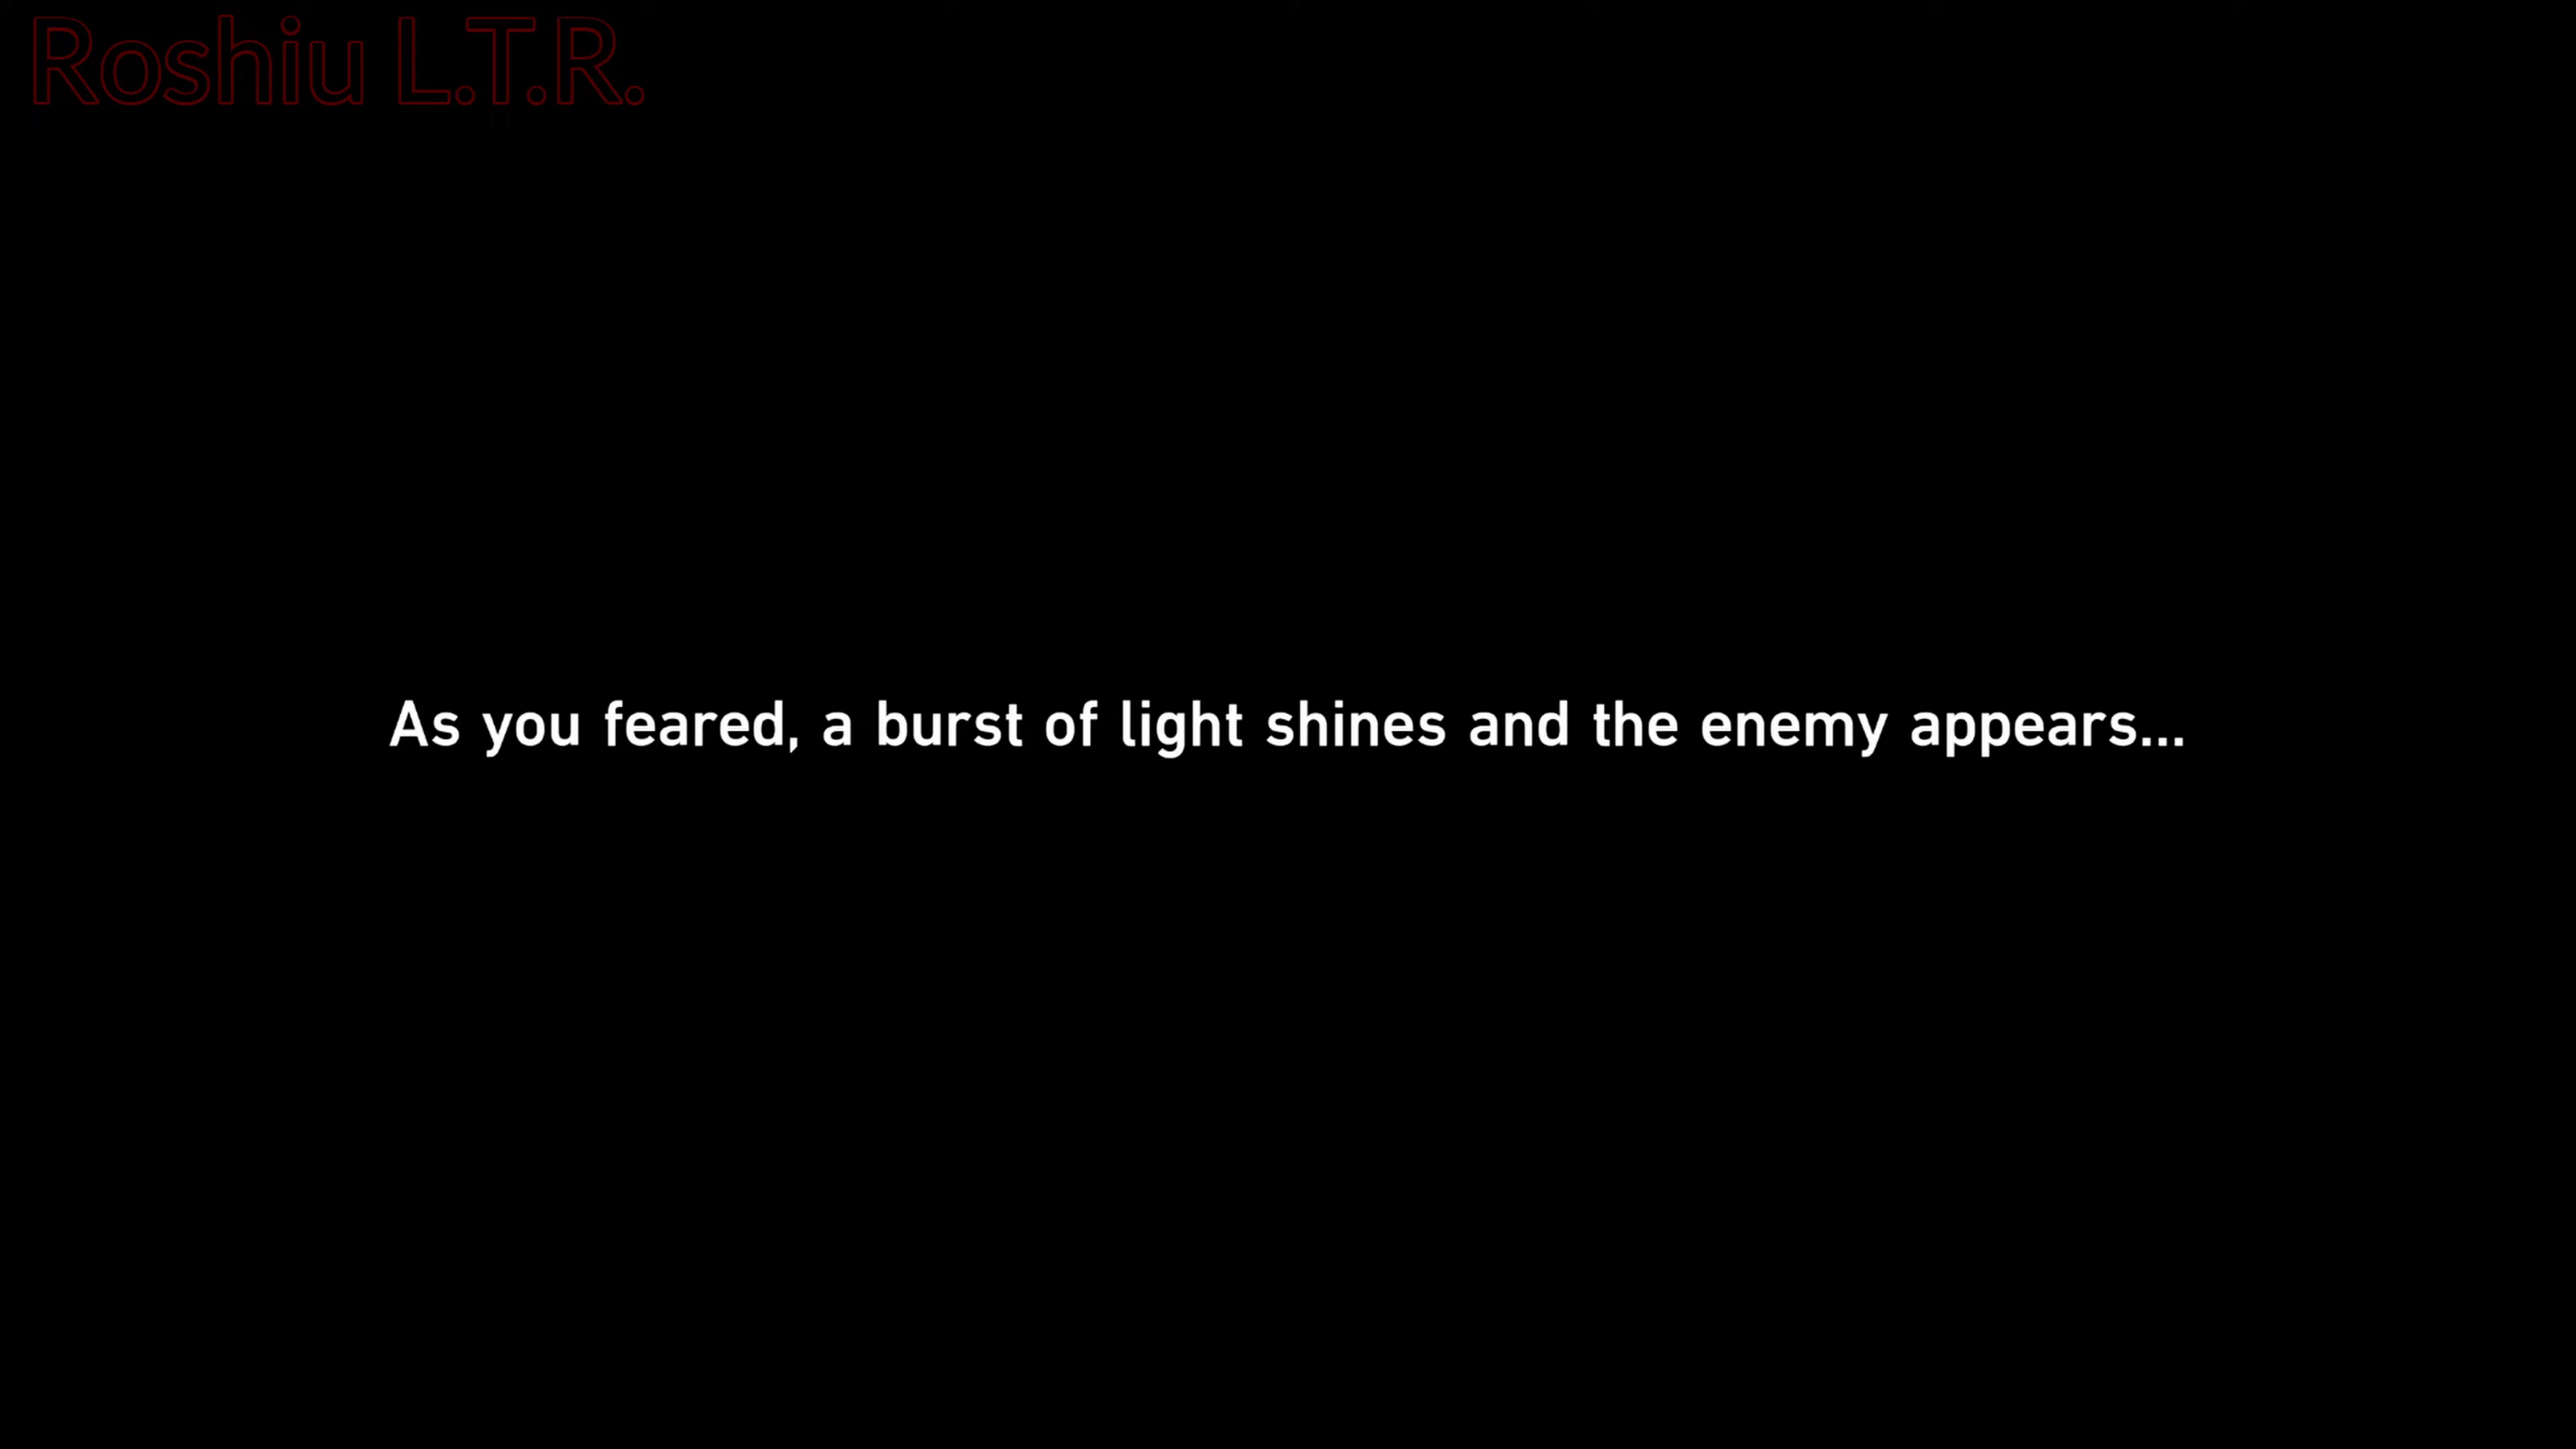 Roshiu L.T.R.
As you feared, a burst of light shines and the enemy appears...